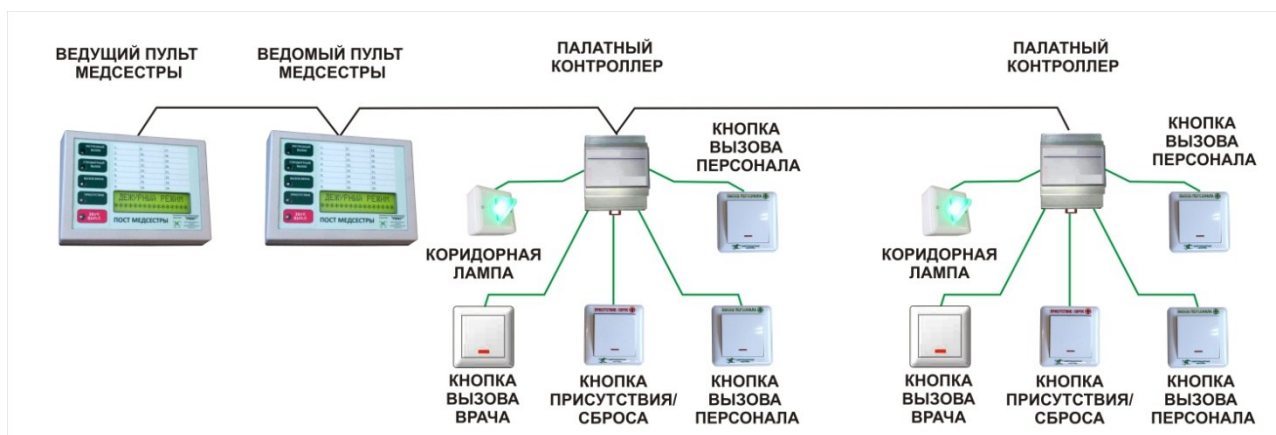 ВЕДУЩИЙ ПУЛЬТ
МЕДСЕСТРЫ
ВЕДОМЫЙ ПУЛЬТ
МЕДСЕСТРЫ
ПАЛАТНЫЙ
КОНТРОЛЛЕР
ПАЛАТНЫЙ
КОНТРОЛЛЕР
ДЕЖУРНЫЙ РЕЖИМ
ПОСТ МЕДСЕСТРЫ
ДЕЖУРНЫЙ РЕЖИМ
ПОСТ МЕДСЕСТРЫ
КНОПКА
ВЫЗОВА
ПЕРСОНАЛА
КОРИДОРНАЯ
ЛАМПА
КНОПКА
ВЫЗОВА
ВРАЧА
КНОПКА
ПРИСУТСТВИЯ/
СБРОСА
КНОПКА
ВЫЗОВА
ПЕРСОНАЛА
КНОПКА
ВЫЗОВА
ПЕРСОНАЛА
КОРИДОРНАЯ
ЛАМПА
КНОПКА
ВЫЗОВА
ВРАЧА
КНОПКА
ПРИСУТСТВИЯ/
СБРОСА
КНОПКА
ВЫЗОВА
ПЕРСОНАЛА